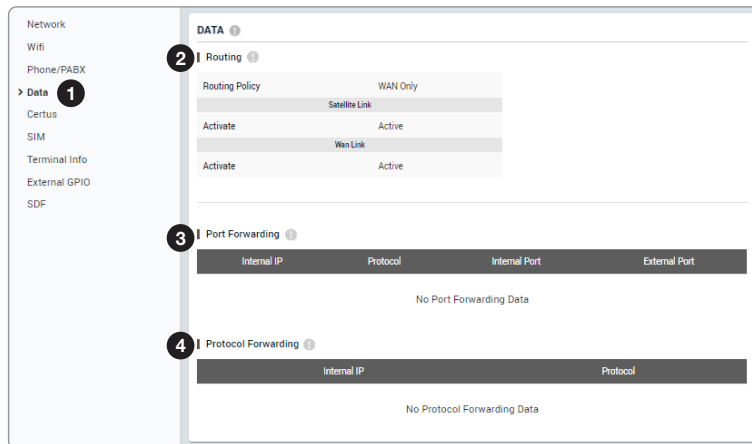 Network
Wifi
Phone/PABX
> Data 1
Certus
SIM
Terminal Info
External GPIO
SDF
DATA !
2 Routing !
Routing Policy WAN Only
Satellite Link
Activate Active
Wan Link
Activate Active
3 Port Forwarding !
Internal IP Protocol Internal Port External Port
No Port Forwarding Data
4 Protocol Forwarding !
Internal IP Protocol
No Protocol Forwarding Data